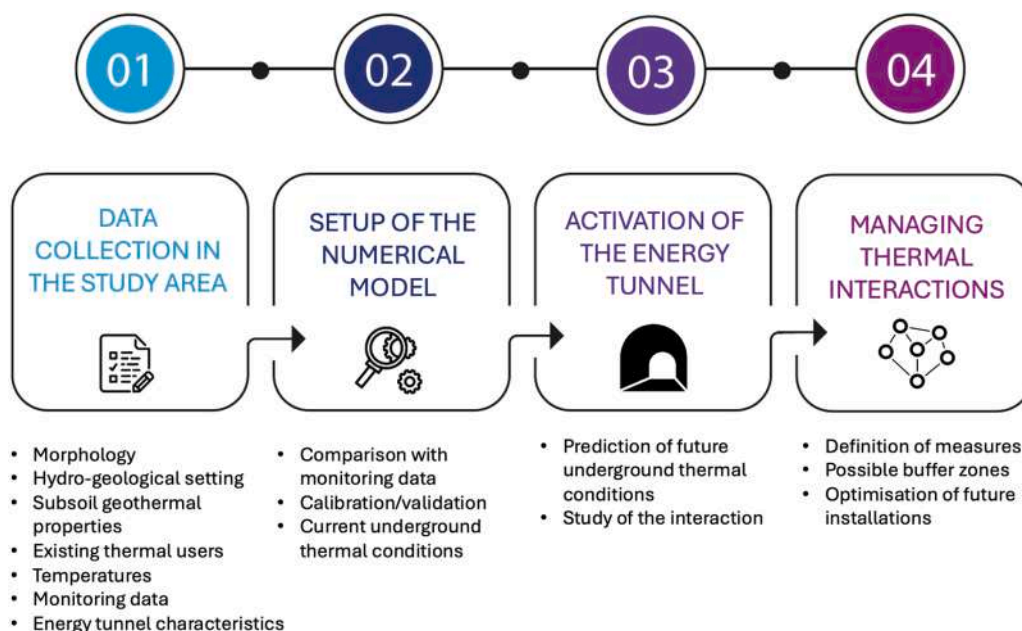 01
02
03
04
DATA
COLLECTION IN
THE STUDY AREA
SETUP OF THE
NUMERICAL
MODEL
ACTIVATION OF
THE ENERGY
TUNNEL
MANAGING
THERMAL
INTERACTIONS
• Morphology
• Hydro-geological setting
• Subsoil geothermal
properties
• Existing thermal users
• Temperatures
• Monitoring data
• Energy tunnel characteristics
• Comparison with
monitoring data
• Calibration/validation
• Current underground
thermal conditions
• Prediction of future
underground thermal
conditions
• Study of the interaction
• Definition of measures
• Possible buffer zones
• Optimisation of future
installations